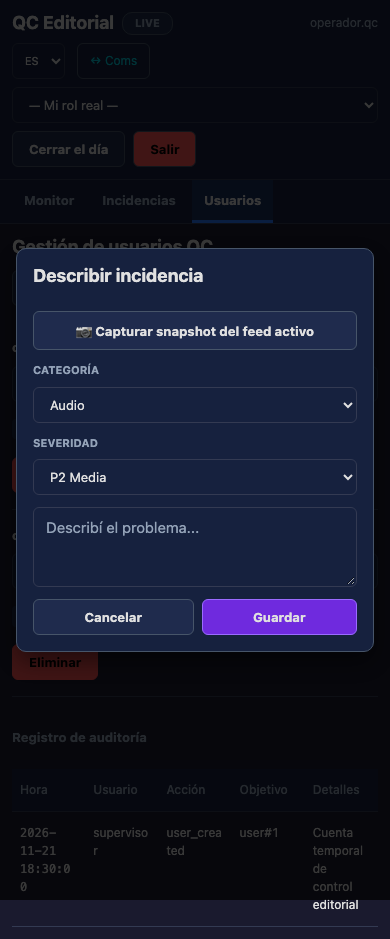 QC Editorial LIVE operador.qc
ES ↔ Coms
— Mi rol real —
Cerrar el día Salir
Monitor Incidencias Usuarios
Gestión de usuarios QC
Describir incidencia
📷 Capturar snapshot del feed activo
CATEGORÍA
Audio
SEVERIDAD
P2 Media
Describí el problema...
Cancelar Guardar
Eliminar
Registro de auditoría
Hora Usuario Acción Objetivo Detalles
2026- superviso user_crea user#1 Cuenta
11-21 r ted temporal
18:30:0 de
0 control
editorial